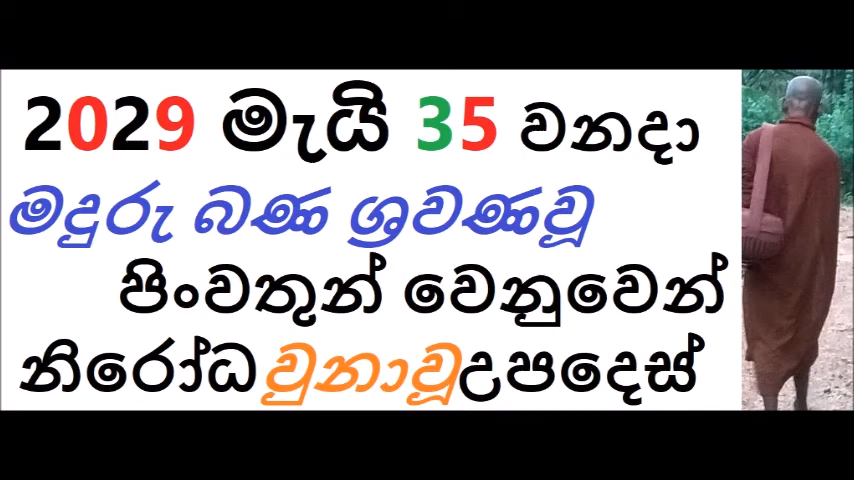 2029 මැයි 35 වනදා
මදුරු බණ ශ්‍රවණවූ
පිංවතුන් වෙනුවෙන්
නිරෝධවුනාවූඋපදෙස්